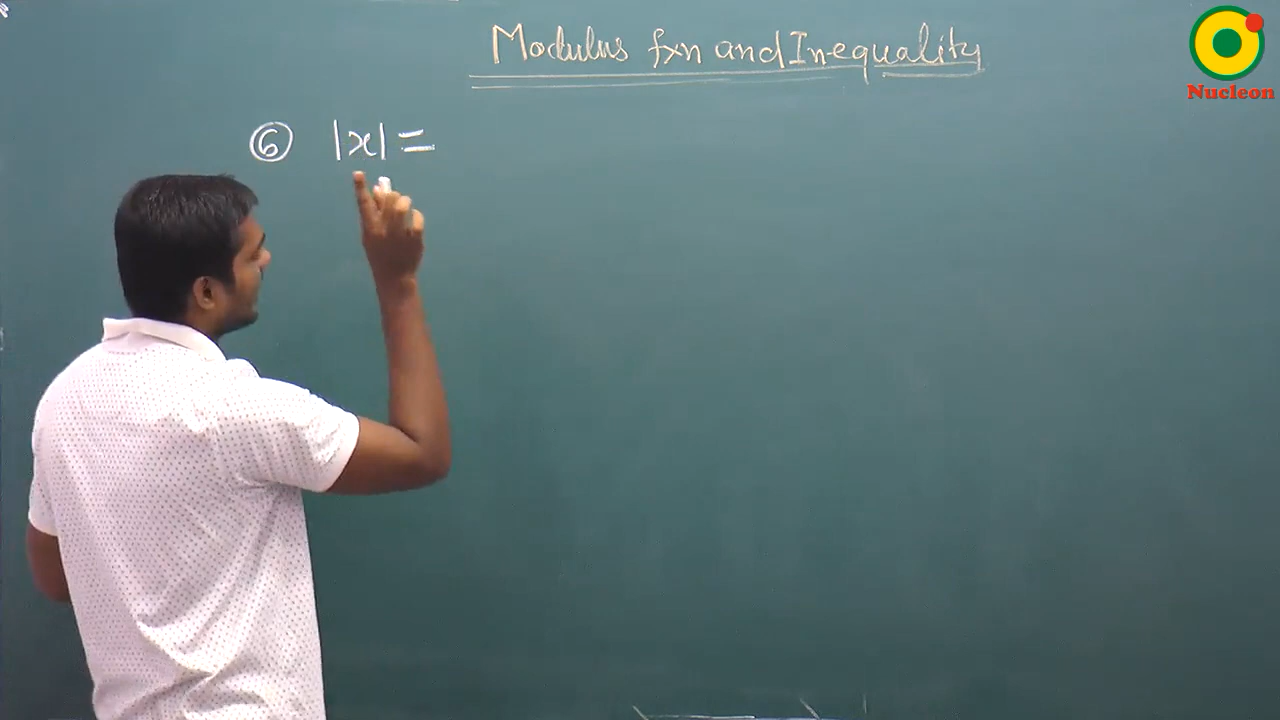 Modulus fxn and Inequality
Nucleon
⑥ |x| =